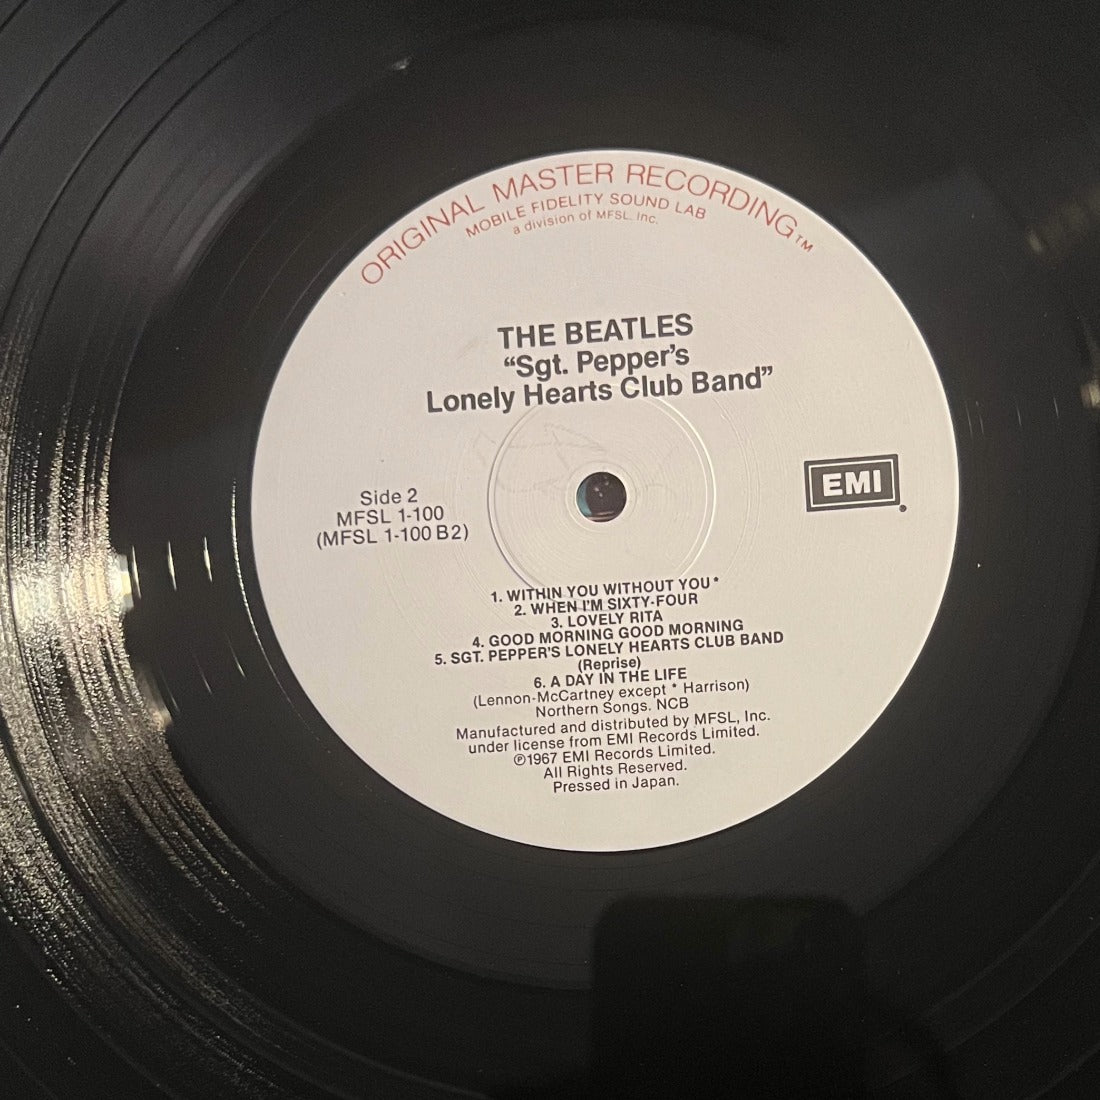 ORIGINAL MASTER RECORDING™
MOBILE FIDELITY SOUND LAB
a division of MFSL, Inc.
THE BEATLES
“Sgt. Pepper’s
Lonely Hearts Club Band”
Side 2
MFSL 1-100
(MFSL 1-100 B2)
EMI
1. WITHIN YOU WITHOUT YOU*
2. WHEN I'M SIXTY-FOUR
3. LOVELY RITA
4. GOOD MORNING GOOD MORNING
5. SGT. PEPPER'S LONELY HEARTS CLUB BAND
(Reprise)
6. A DAY IN THE LIFE
(Lennon-McCartney except * Harrison)
Northern Songs. NCB
Manufactured and distributed by MFSL, Inc.
under license from EMI Records Limited.
℗1967 EMI Records Limited.
All Rights Reserved.
Pressed in Japan.